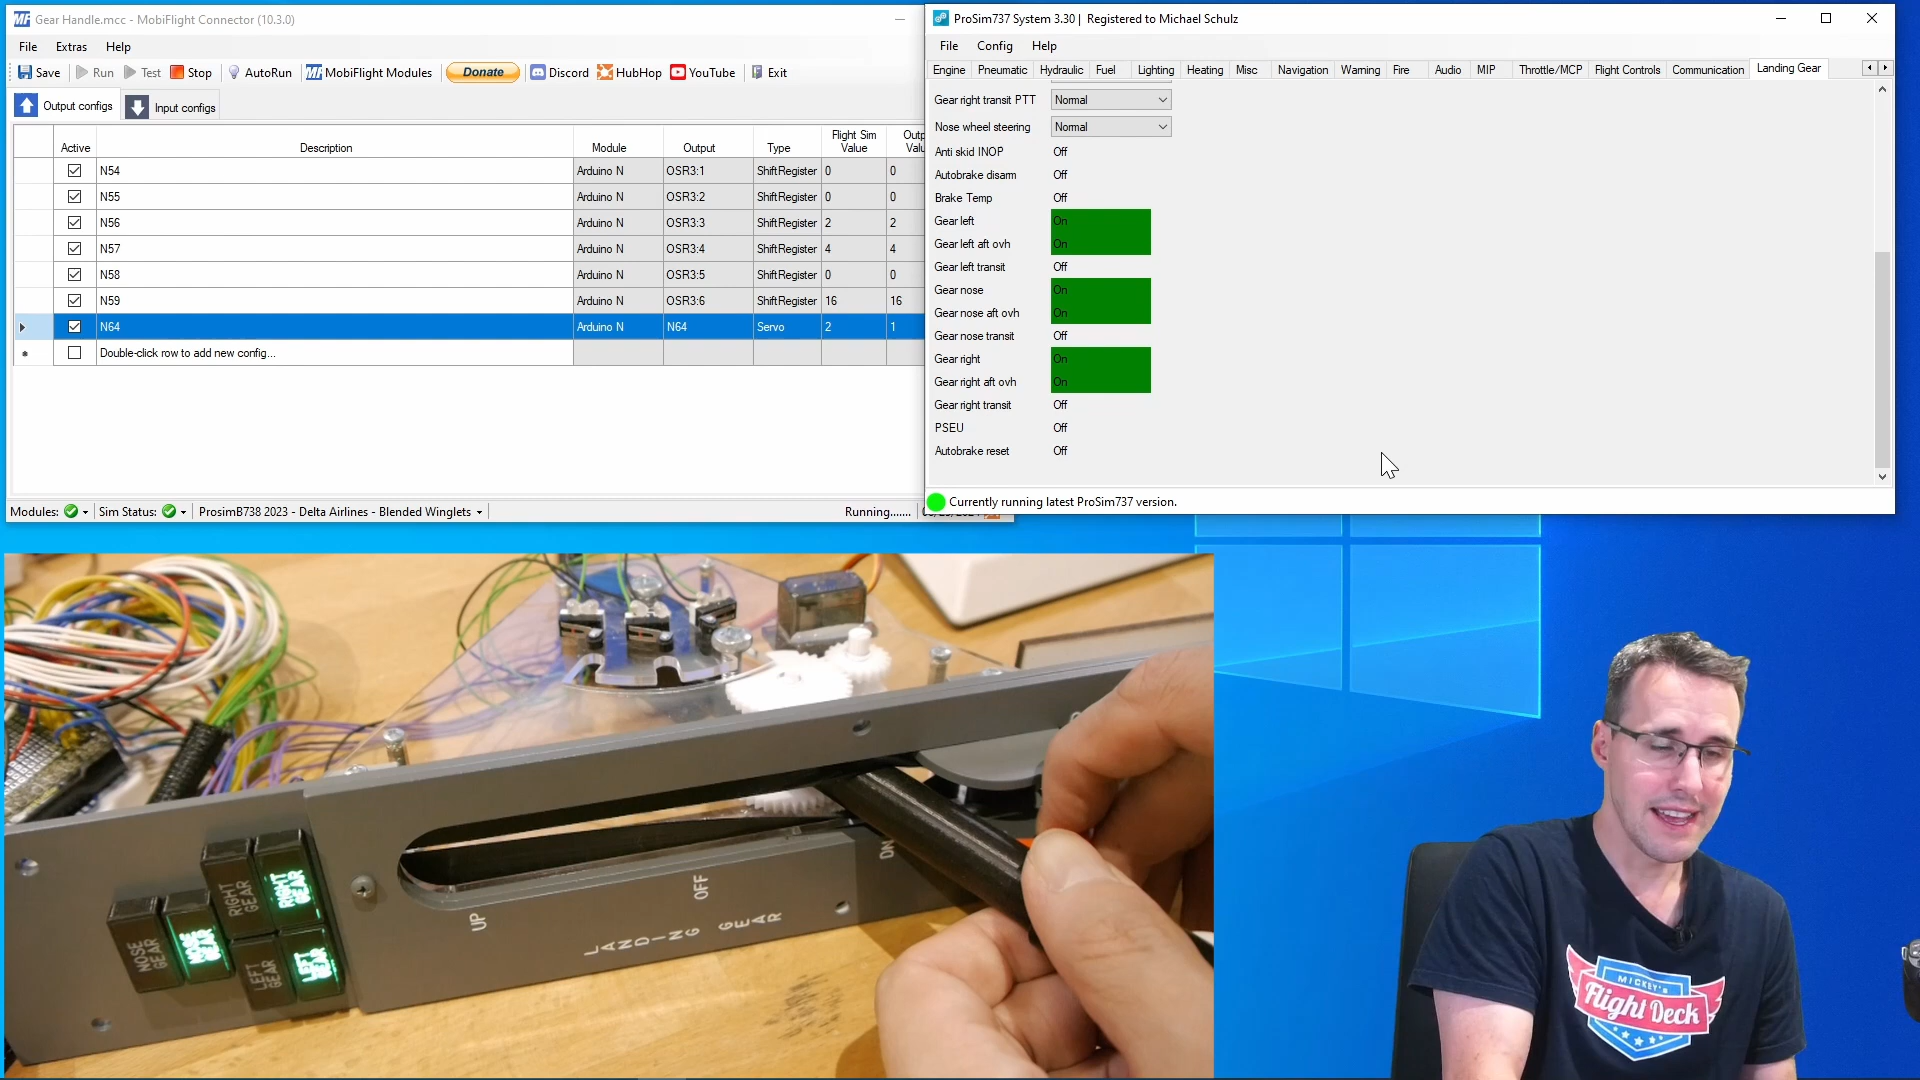 Gear Handle.mcc - MobiFlight Connector (10.3.0)
File Extras Help
Save Run Test Stop AutoRun MobiFlight Modules Donate Discord HubHop YouTube Exit
Output configs Input configs
Active Description Module Output Type Flight Sim Value
N54 Arduino N OSR3:1 ShiftRegister 0 0
N55 Arduino N OSR3:2 ShiftRegister 0 0
N56 Arduino N OSR3:3 ShiftRegister 2 2
N57 Arduino N OSR3:4 ShiftRegister 4 4
N58 Arduino N OSR3:5 ShiftRegister 0 0
N59 Arduino N OSR3:6 ShiftRegister 16 16
N64 Arduino N N64 Servo 2 1
Double-click row to add new config...
Modules: Sim Status: ProsimB738 2023 - Delta Airlines - Blended Winglets Running.......
ProSim737 System 3.30 | Registered to Michael Schulz
File Config Help
Engine Pneumatic Hydraulic Fuel Lighting Heating Misc Navigation Warning Fire Audio MIP Throttle/MCP Flight Controls Communication Landing Gear
Gear right transit PTT Normal
Nose wheel steering Normal
Anti skid INOP Off
Autobrake disarm Off
Brake Temp Off
Gear left On
Gear left aft ovh On
Gear left transit Off
Gear nose On
Gear nose aft ovh On
Gear nose transit Off
Gear right On
Gear right aft ovh On
Gear right transit Off
PSEU Off
Autobrake reset Off
Currently running latest ProSim737 version.
NOSE GEAR
NOSE GEAR
RIGHT GEAR
RIGHT GEAR
LEFT GEAR
LEFT GEAR
UP
OFF
LANDING GEAR
MICKEY'S
Flight Deck